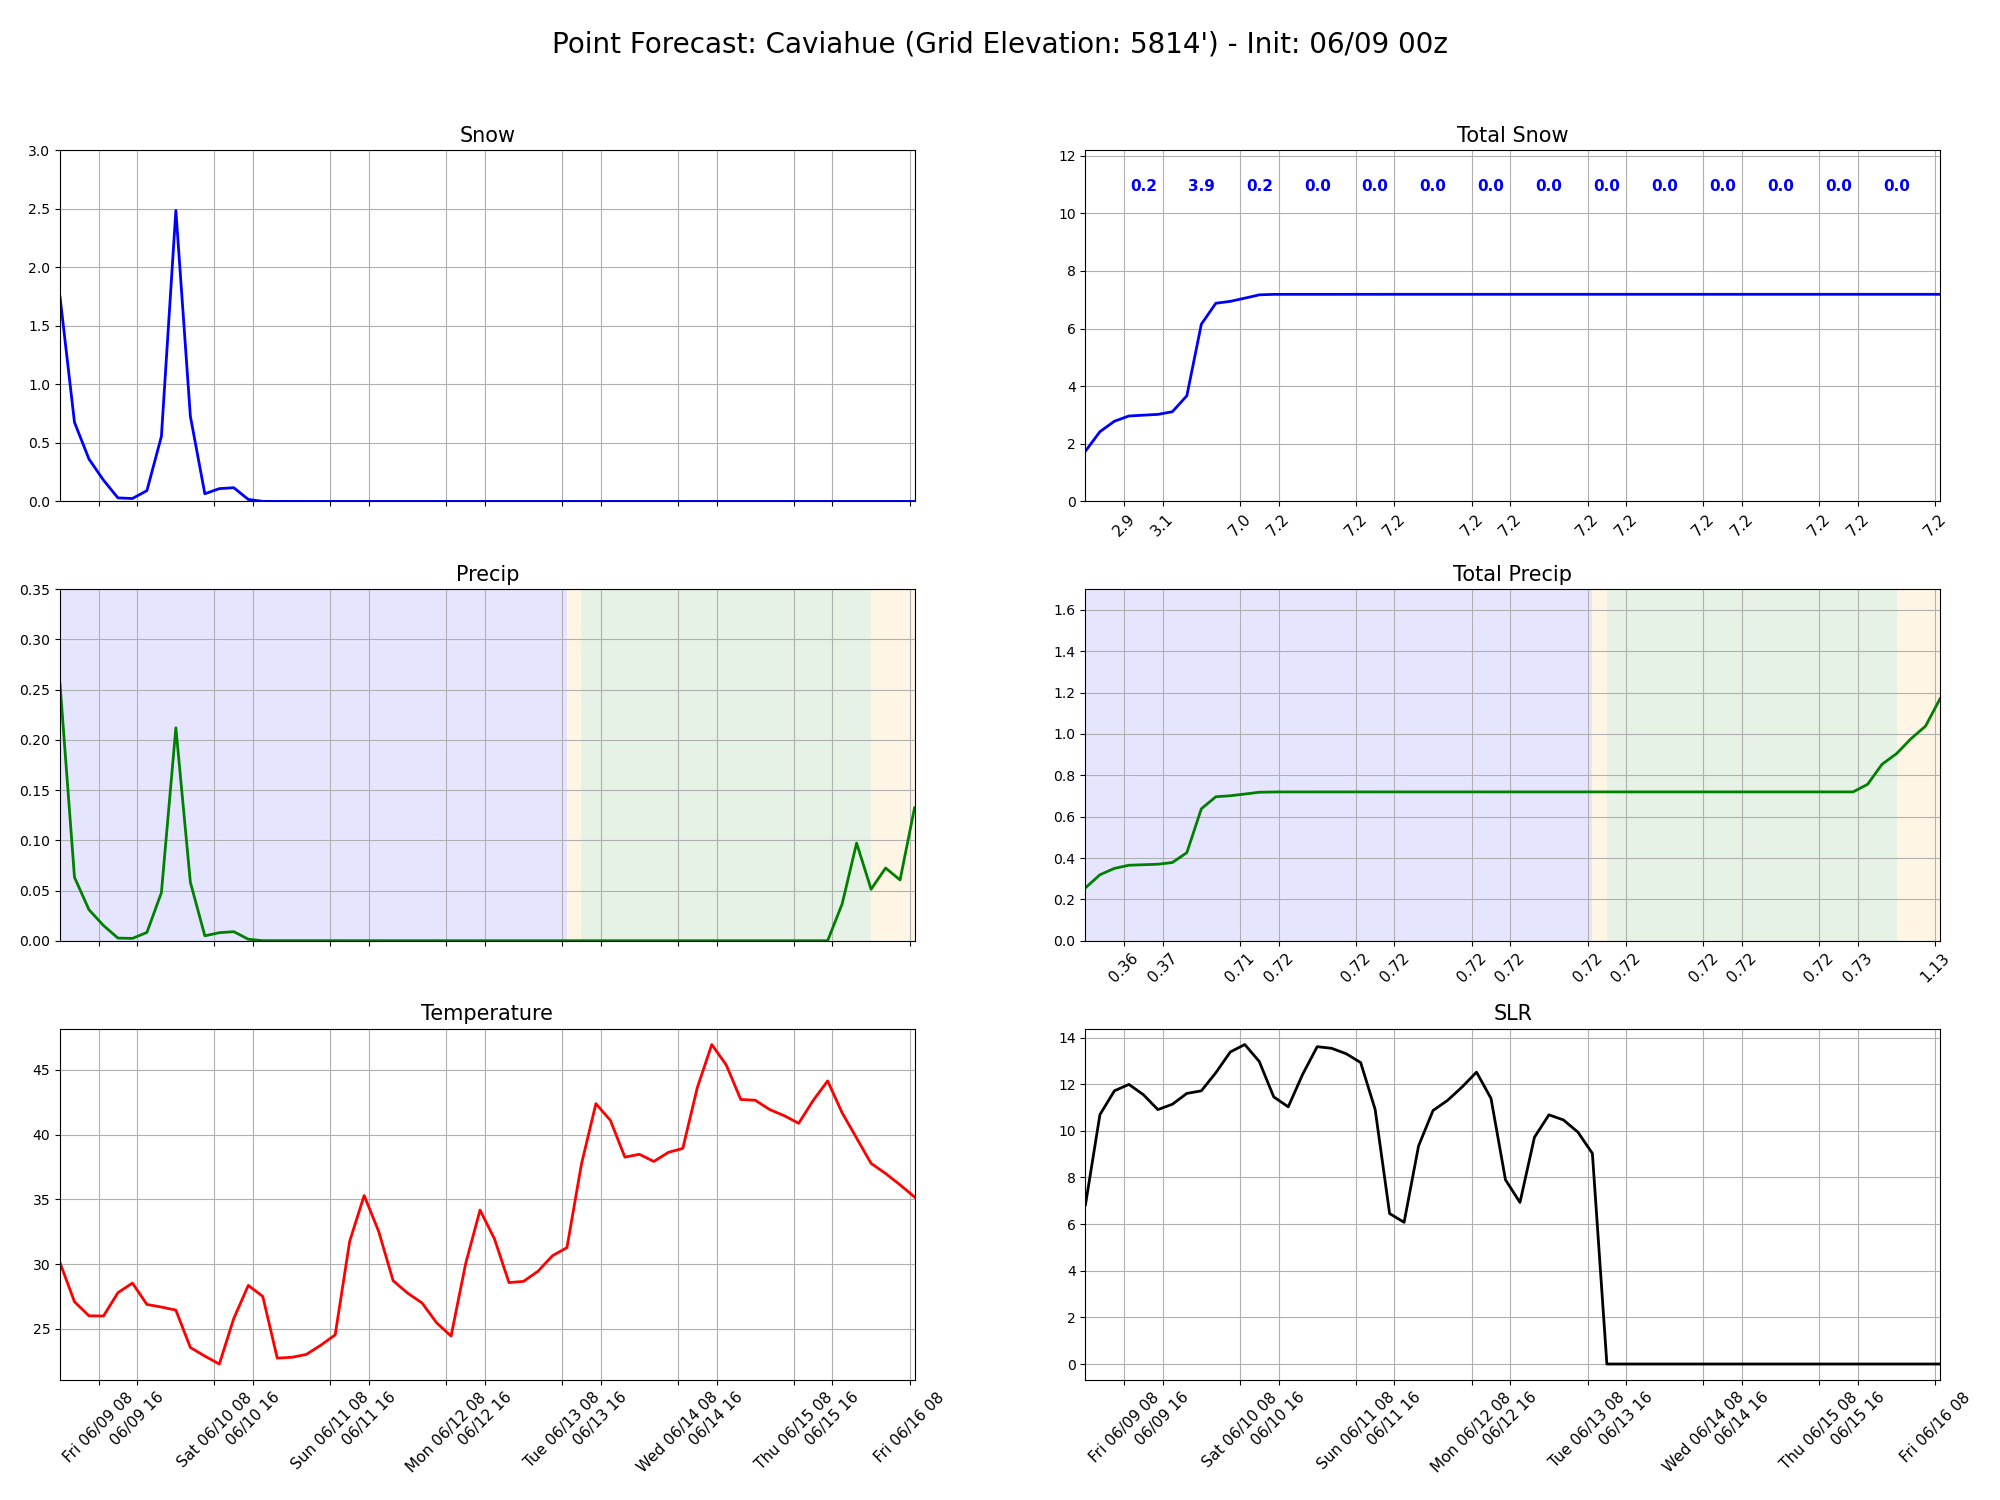 Point Forecast: Caviahue (Grid Elevation: 5814') - Init: 06/09 00z
Snow
3.0
2.5
2.0
1.5
1.0
0.5
0.0
Total Snow
12
10
8
6
4
2
0
0.2 3.9 0.2 0.0 0.0 0.0 0.0 0.0 0.0 0.0 0.0 0.0 0.0 0.0
2.9 3.1 7.0 7.2 7.2 7.2 7.2 7.2 7.2 7.2 7.2 7.2 7.2 7.2 7.2
Precip
0.35
0.30
0.25
0.20
0.15
0.10
0.05
0.00
Total Precip
1.6
1.4
1.2
1.0
0.8
0.6
0.4
0.2
0.0
0.36 0.37 0.71 0.72 0.72 0.72 0.72 0.72 0.72 0.72 0.72 0.72 0.72 0.73 1.13
Temperature
45
40
35
30
25
Fri 06/09 08
06/09 16
Sat 06/10 08
06/10 16
Sun 06/11 08
06/11 16
Mon 06/12 08
06/12 16
Tue 06/13 08
06/13 16
Wed 06/14 08
06/14 16
Thu 06/15 08
06/15 16
Fri 06/16 08
SLR
14
12
10
8
6
4
2
0
Fri 06/09 08
06/09 16
Sat 06/10 08
06/10 16
Sun 06/11 08
06/11 16
Mon 06/12 08
06/12 16
Tue 06/13 08
06/13 16
Wed 06/14 08
06/14 16
Thu 06/15 08
06/15 16
Fri 06/16 08